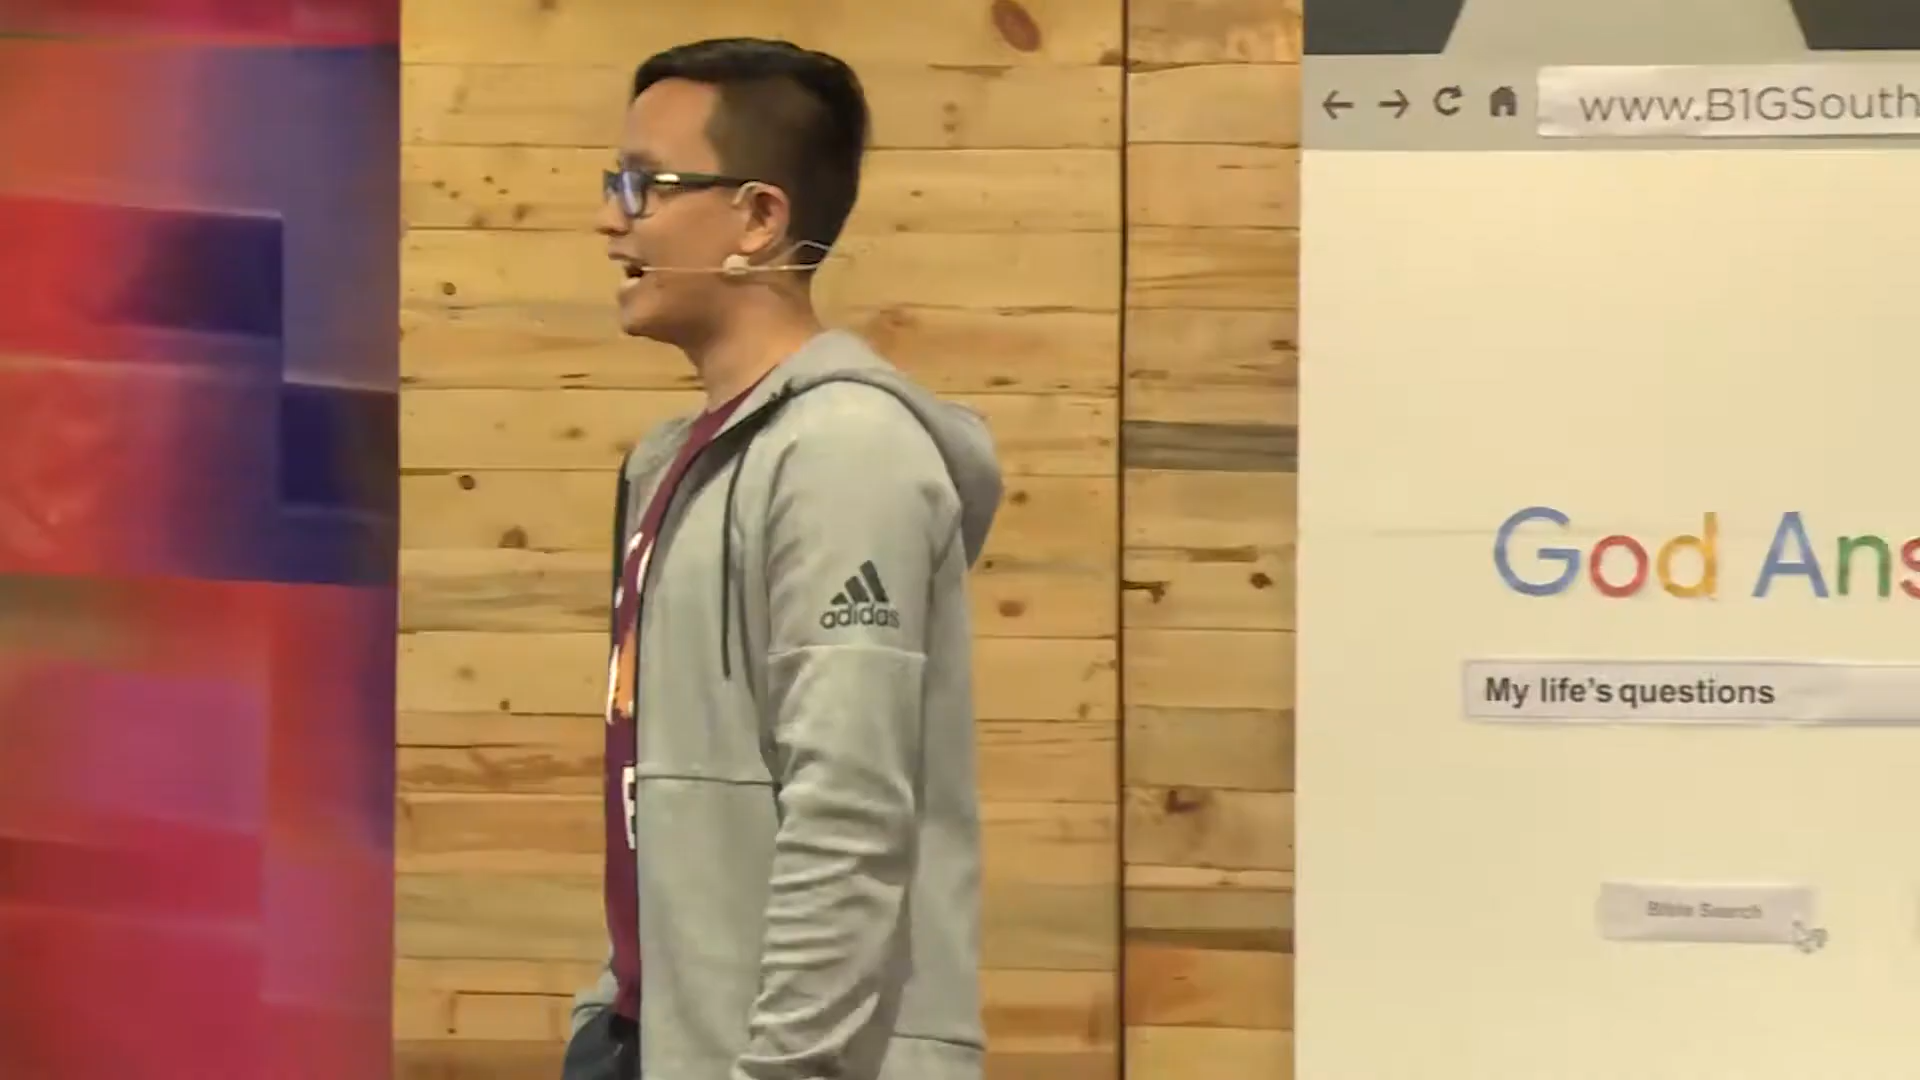 www.B1GSouth
God Ans
My life's questions
Bible Search
adidas
E